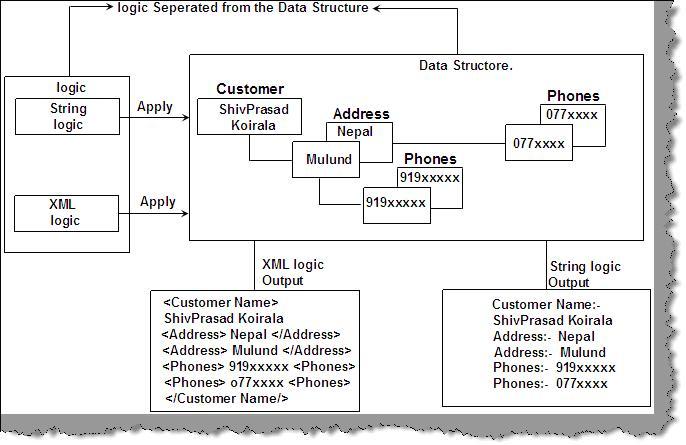 logic Seperated from the Data Structure
Data Structore.
logic
String
logic
Apply
XML
logic
Apply
Customer
ShivPrasad
Koirala
Address
Nepal
Mulund
Phones
919xxxxx
919xxxxx
Phones
077xxxx
077xxxx
XML logic
Output
<Customer Name>
ShivPrasad Koirala
<Address> Nepal </Address>
<Address> Mulund </Address>
<Phones> 919xxxxx <Phones>
<Phones> o77xxxx <Phones>
</Customer Name/>
String logic
Output
Customer Name:-
ShivPrasad Koirala
Address:- Nepal
Address:- Mulund
Phones:- 919xxxxx
Phones:- 077xxxx